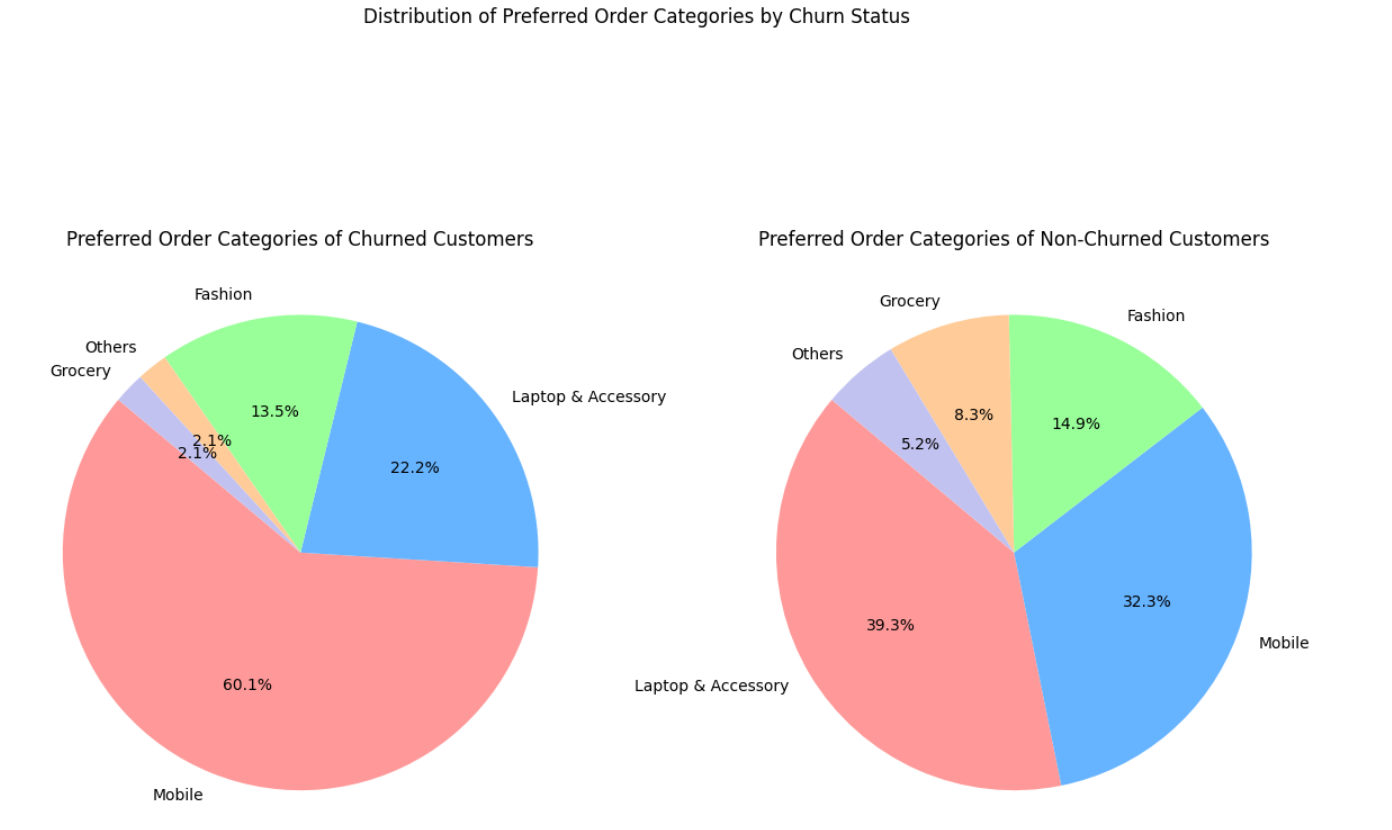 Distribution of Preferred Order Categories by Churn Status
Preferred Order Categories of Churned Customers
Fashion
Others
Grocery
Laptop & Accessory
13.5%
2.1%
2.1%
22.2%
60.1%
Mobile
Preferred Order Categories of Non-Churned Customers
Grocery
Fashion
Others
8.3%
14.9%
5.2%
32.3%
39.3%
Mobile
Laptop & Accessory